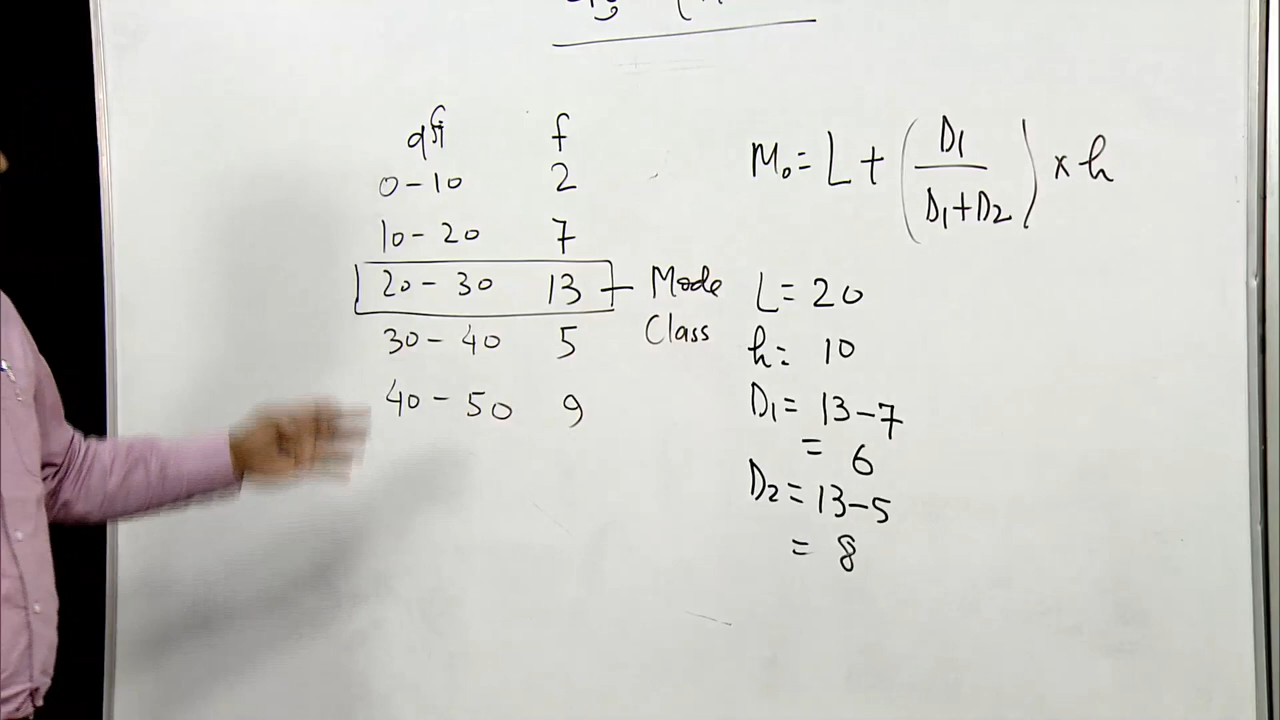 वर्ग f
0-10 2
10-20 7
20-30 13 — Mode Class
30-40 5
40-50 9
M₀ = L + (D₁ / (D₁+D₂)) × h
L = 20
h = 10
D₁ = 13-7
= 6
D₂ = 13-5
= 8